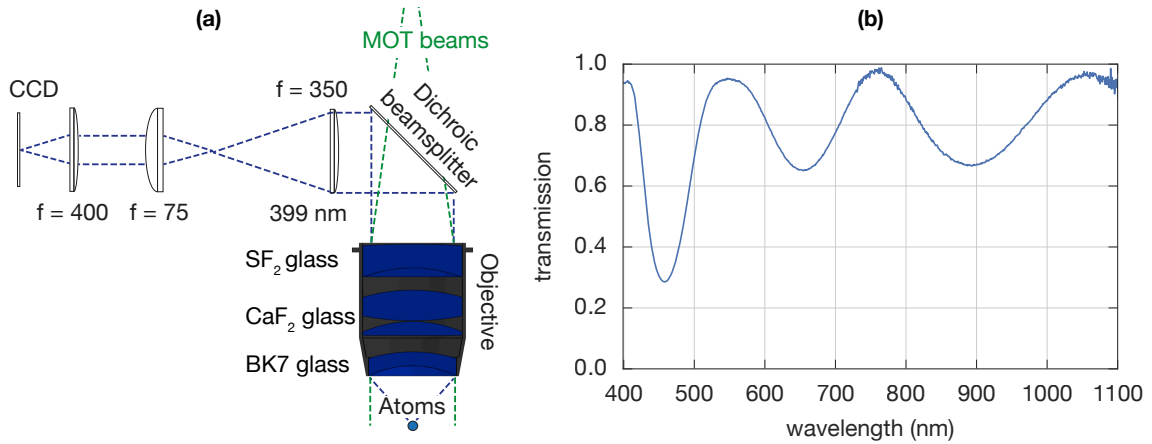 (a)
MOT beams
CCD
f = 350
Dichroic
beamsplitter
f = 400
f = 75
399 nm
SF₂ glass
CaF₂ glass
BK7 glass
Objective
Atoms
(b)
transmission
1.0
0.8
0.6
0.4
0.2
0.0
400 500 600 700 800 900 1000 1100
wavelength (nm)